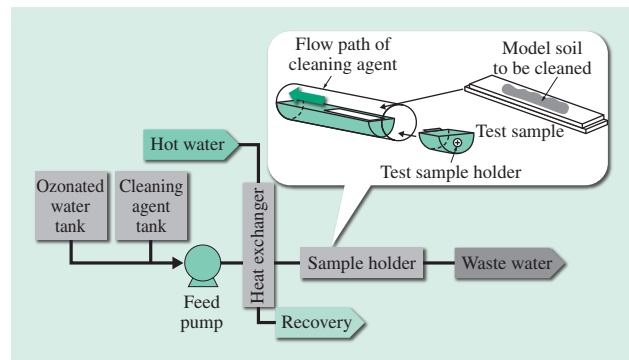 Flow path of
cleaning agent
Model soil
to be cleaned
Test sample
Test sample holder
Hot water
Ozonated
water
tank
Cleaning
agent
tank
Heat exchanger
Feed
pump
Sample holder
Waste water
Recovery